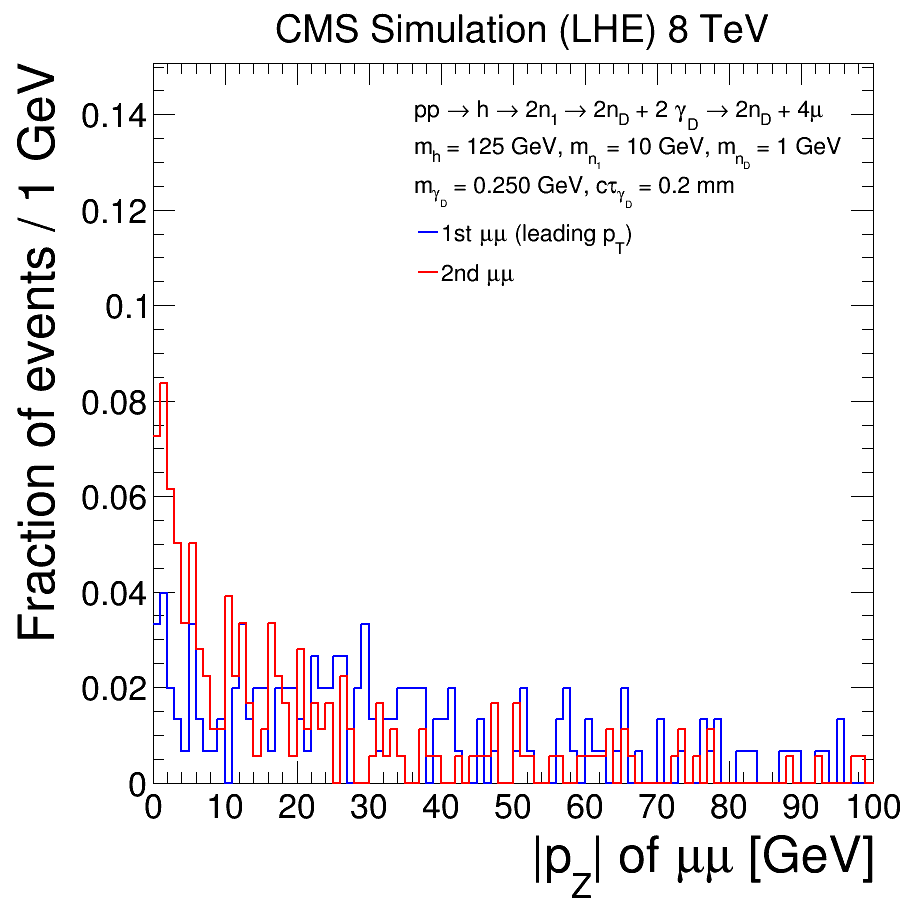 CMS Simulation (LHE) 8 TeV
Fraction of events / 1 GeV
0.14
0.12
0.1
0.08
0.06
0.04
0.02
0
pp → h → 2n1 → 2nD + 2 γD → 2nD + 4μ
mh = 125 GeV, mn1 = 10 GeV, mnD = 1 GeV
mγD = 0.250 GeV, cτγD = 0.2 mm
1st μμ (leading pT)
2nd μμ
0 10 20 30 40 50 60 70 80 90 100
|pZ| of μμ [GeV]